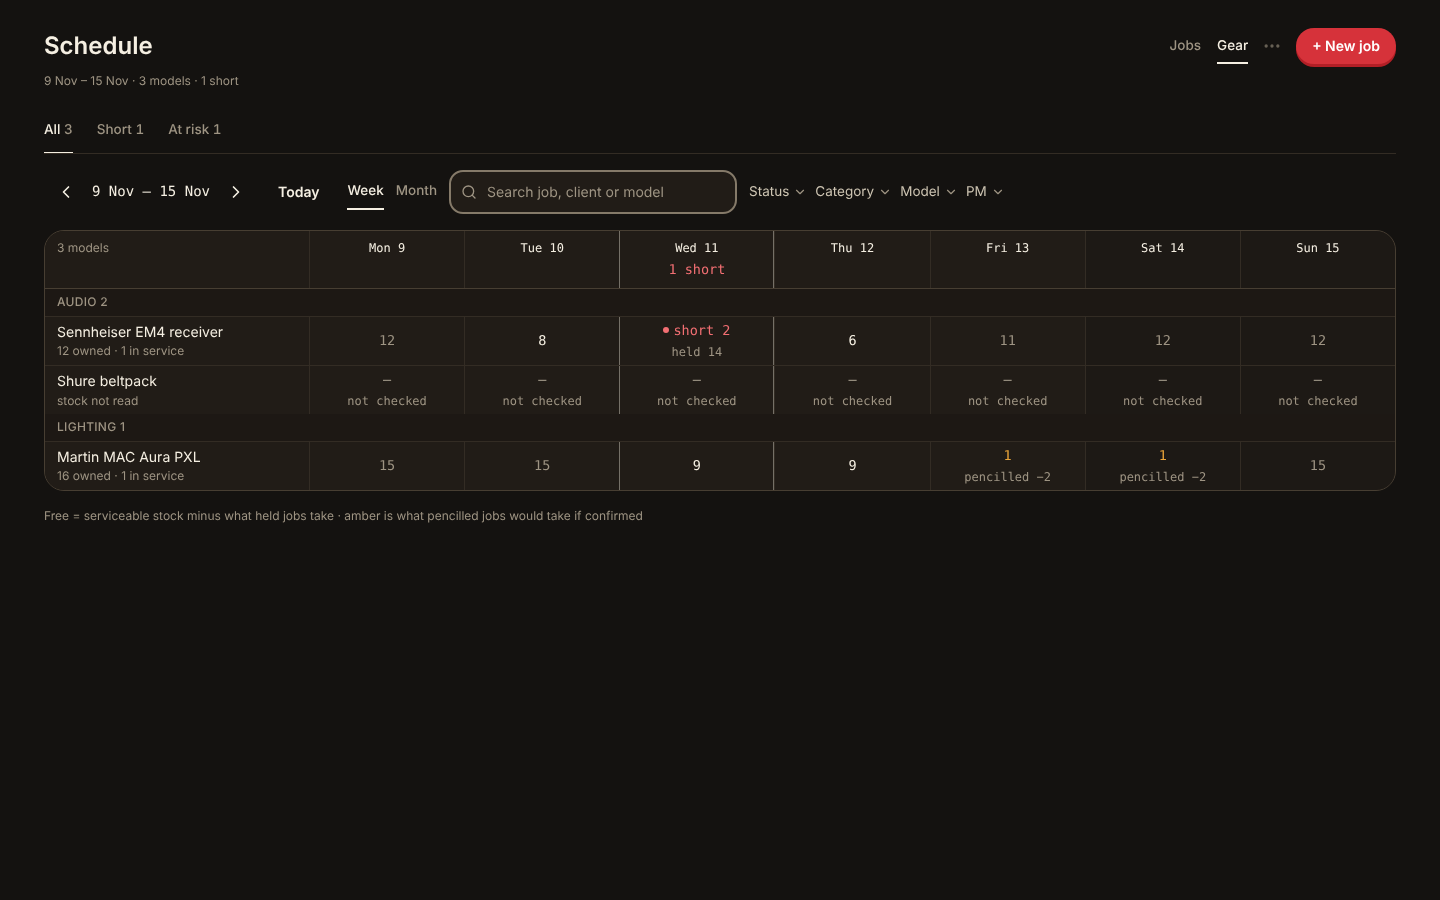 Schedule
Jobs Gear ··· + New job
9 Nov – 15 Nov · 3 models · 1 short
All 3 Short 1 At risk 1
9 Nov – 15 Nov Today Week Month Search job, client or model Status Category Model PM
3 models Mon 9 Tue 10 Wed 11 Thu 12 Fri 13 Sat 14 Sun 15
1 short
AUDIO 2
Sennheiser EM4 receiver 12 8 short 2 6 11 12 12
12 owned · 1 in service held 14
Shure beltpack – – – – – – –
stock not read not checked not checked not checked not checked not checked not checked not checked
LIGHTING 1
Martin MAC Aura PXL 15 15 9 9 1 1 15
16 owned · 1 in service pencilled −2 pencilled −2
Free = serviceable stock minus what held jobs take · amber is what pencilled jobs would take if confirmed